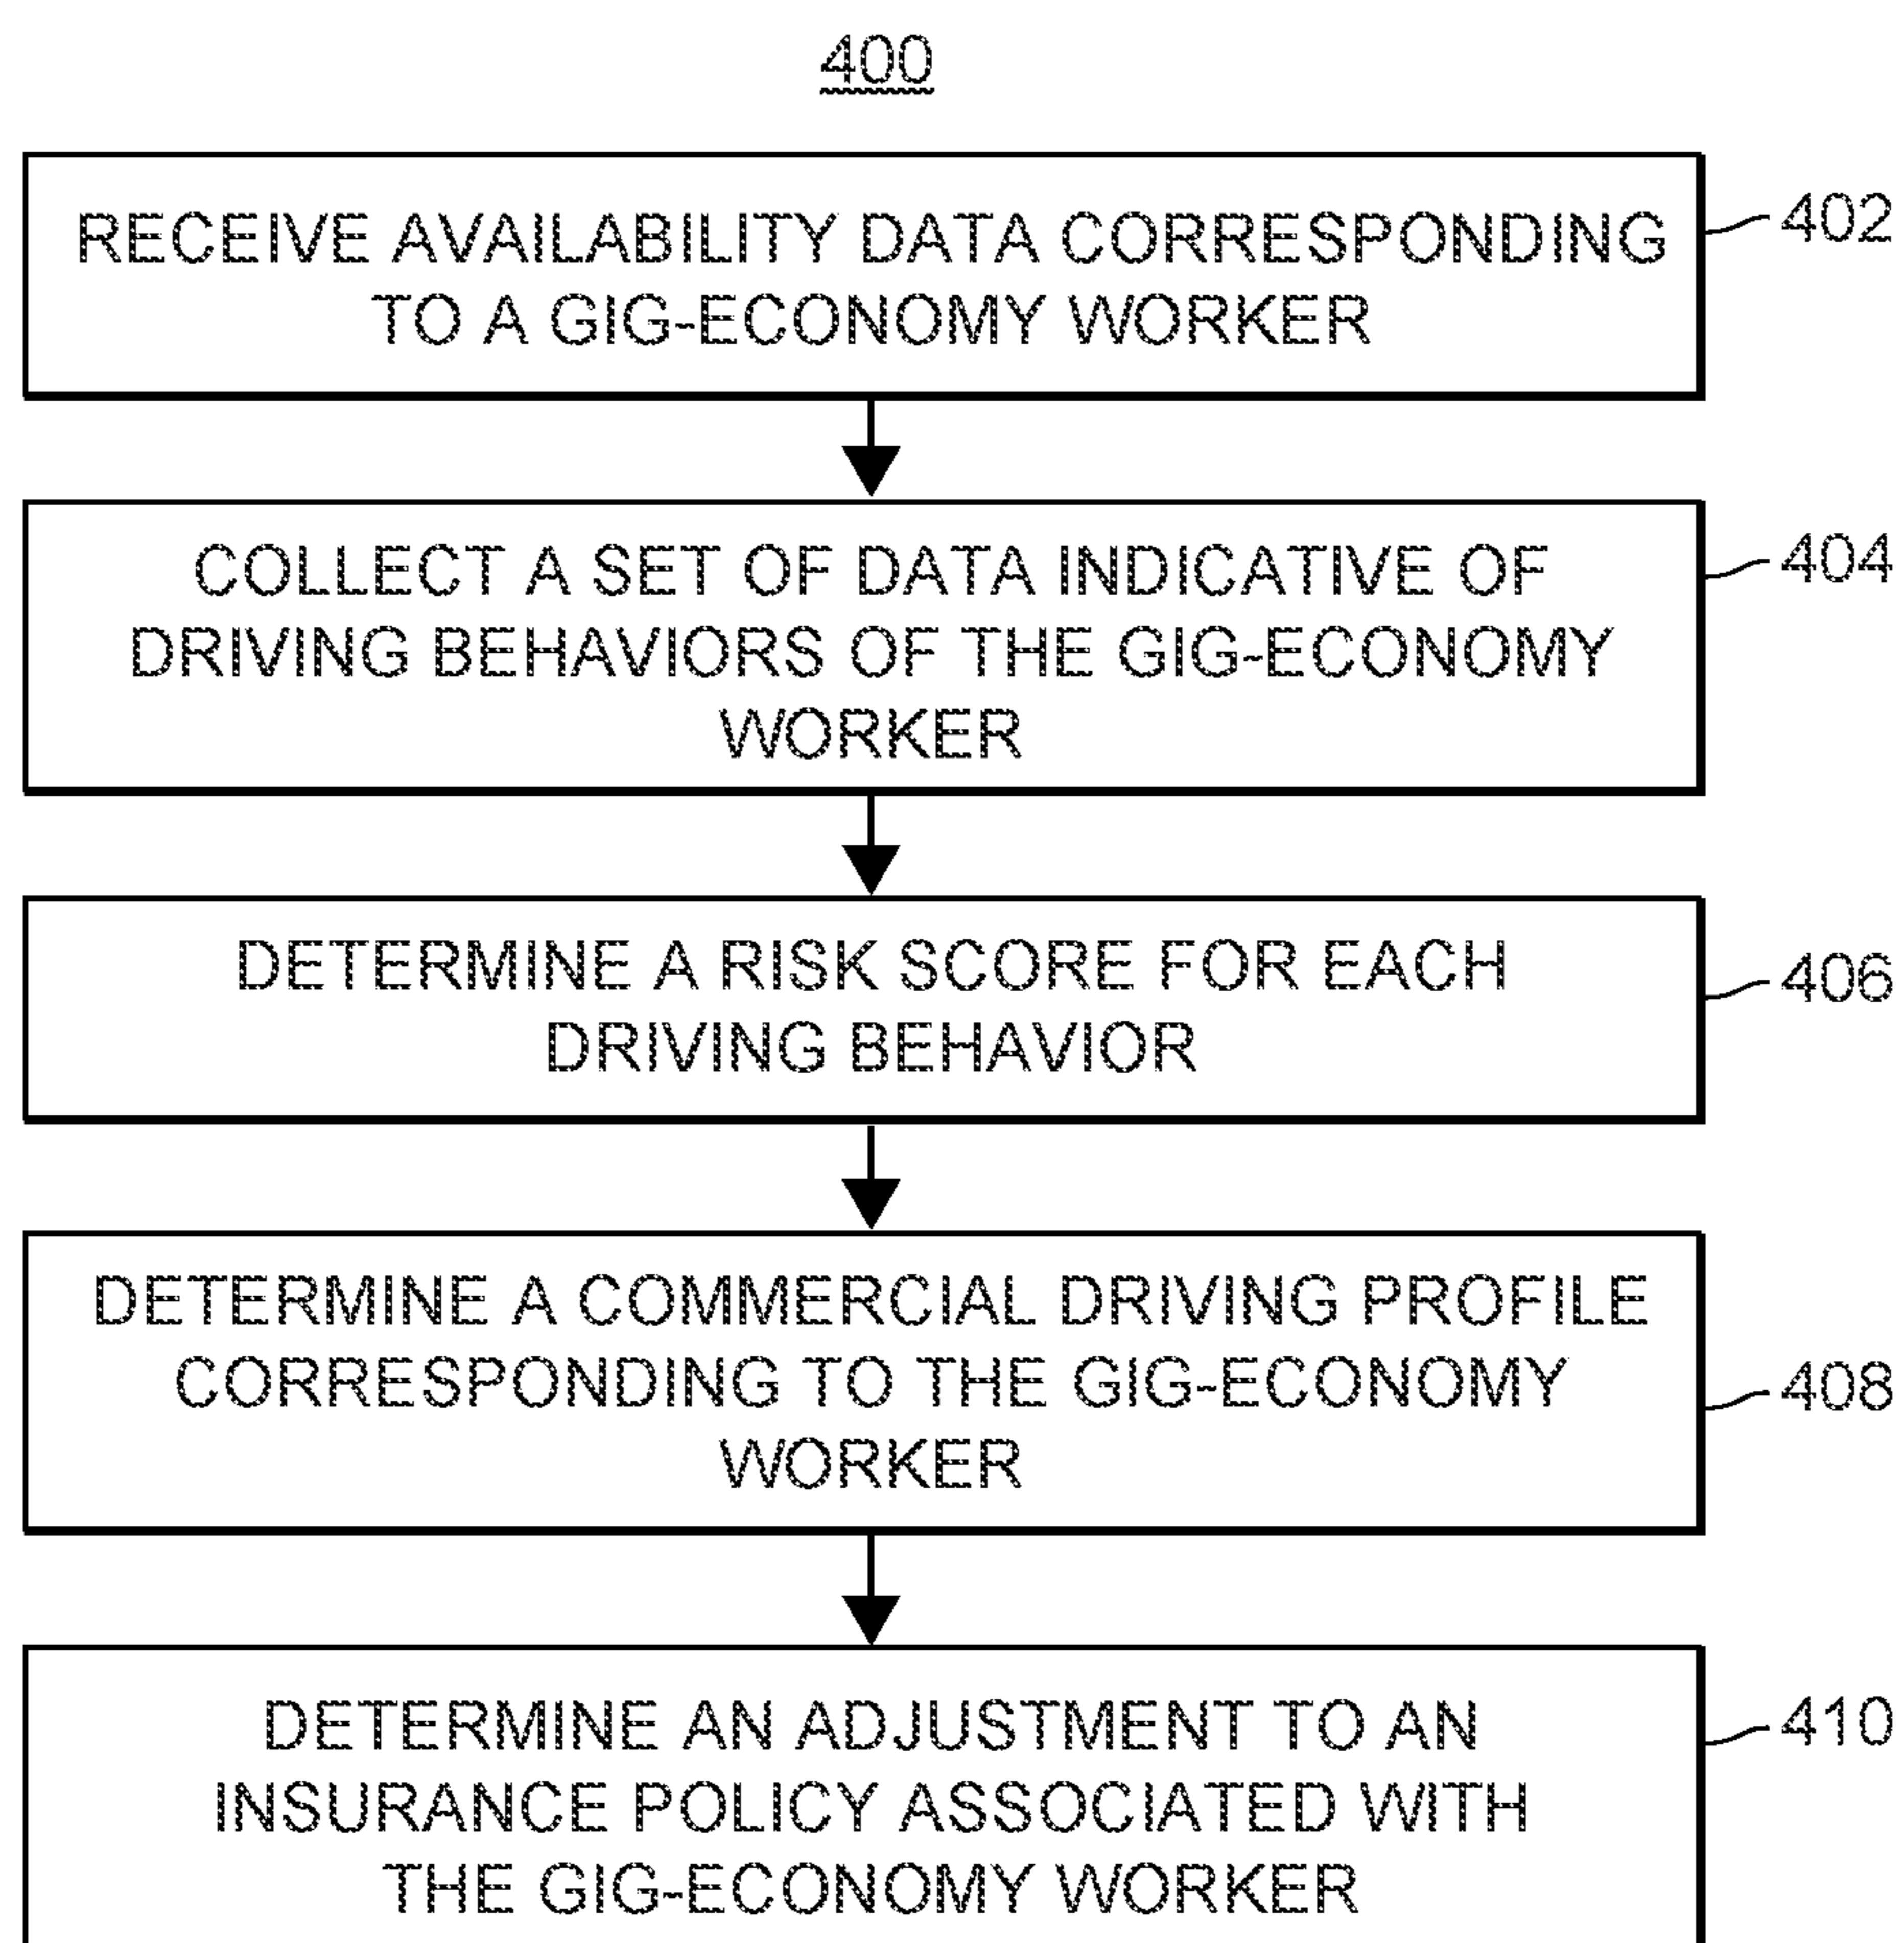 400
RECEIVE AVAILABILITY DATA CORRESPONDING
TO A GIG-ECONOMY WORKER
402
COLLECT A SET OF DATA INDICATIVE OF
DRIVING BEHAVIORS OF THE GIG-ECONOMY
WORKER
404
DETERMINE A RISK SCORE FOR EACH
DRIVING BEHAVIOR
406
DETERMINE A COMMERCIAL DRIVING PROFILE
CORRESPONDING TO THE GIG-ECONOMY
WORKER
408
DETERMINE AN ADJUSTMENT TO AN
INSURANCE POLICY ASSOCIATED WITH
THE GIG-ECONOMY WORKER
410